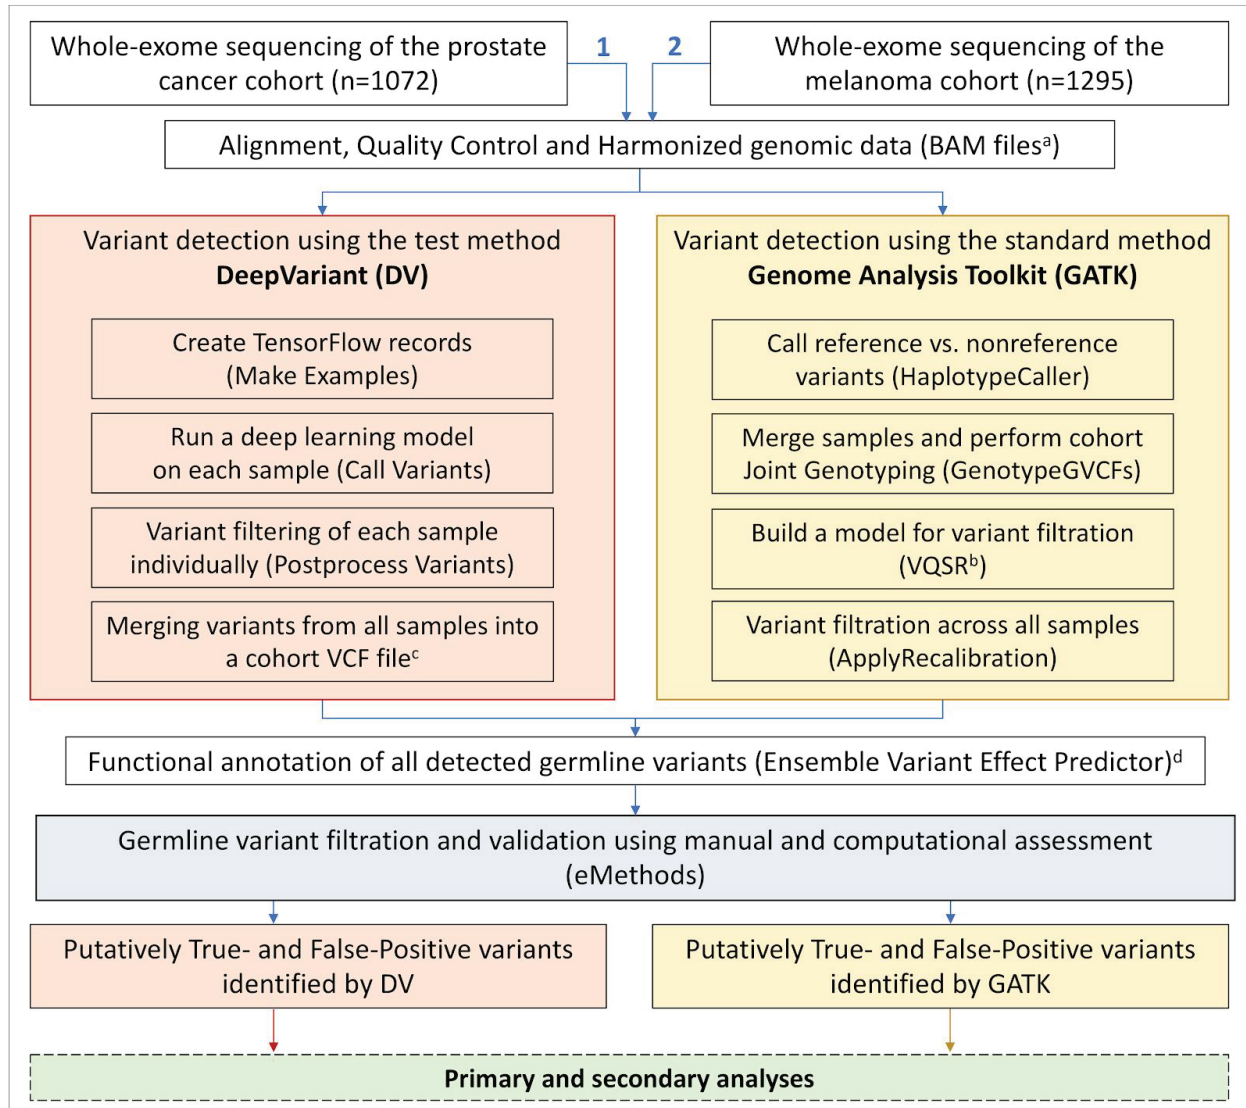 Whole-exome sequencing of the prostate
cancer cohort (n=1072)
1
2
Whole-exome sequencing of the
melanoma cohort (n=1295)
Alignment, Quality Control and Harmonized genomic data (BAM filesᵃ)
Variant detection using the test method
DeepVariant (DV)
Create TensorFlow records
(Make Examples)
Run a deep learning model
on each sample (Call Variants)
Variant filtering of each sample
individually (Postprocess Variants)
Merging variants from all samples into
a cohort VCF fileᶜ
Variant detection using the standard method
Genome Analysis Toolkit (GATK)
Call reference vs. nonreference
variants (HaplotypeCaller)
Merge samples and perform cohort
Joint Genotyping (GenotypeGVCFs)
Build a model for variant filtration
(VQSRᵇ)
Variant filtration across all samples
(ApplyRecalibration)
Functional annotation of all detected germline variants (Ensemble Variant Effect Predictor)ᵈ
Germline variant filtration and validation using manual and computational assessment
(eMethods)
Putatively True- and False-Positive variants
identified by DV
Putatively True- and False-Positive variants
identified by GATK
Primary and secondary analyses